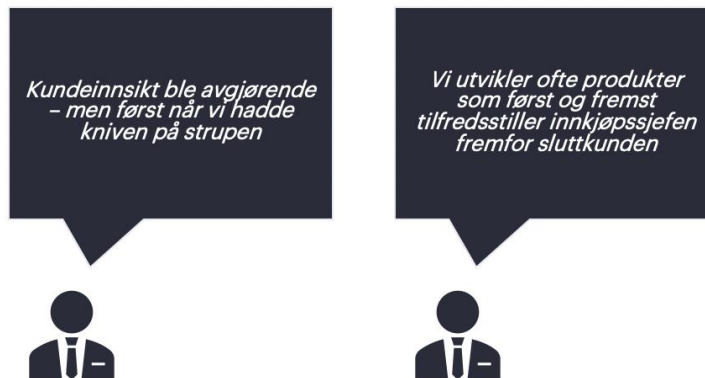 Kundeinnsikt ble avgjørende
– men først når vi hadde
kniven på strupen
Vi utvikler ofte produkter
som først og fremst
tilfredsstiller innkjøpssjefen
fremfor sluttkunden